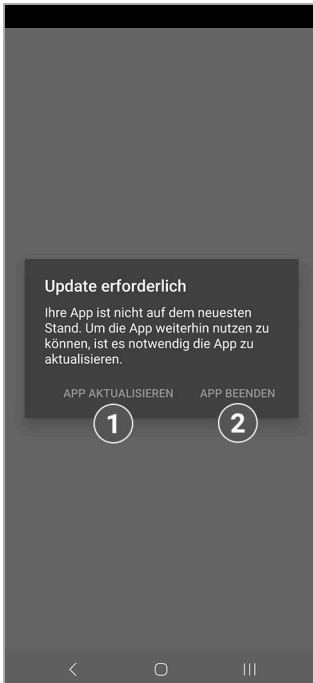 Update erforderlich
Ihre App ist nicht auf dem neuesten
Stand. Um die App weiterhin nutzen zu
können, ist es notwendig die App zu
aktualisieren.
APP AKTUALISIEREN APP BEENDEN
1 2